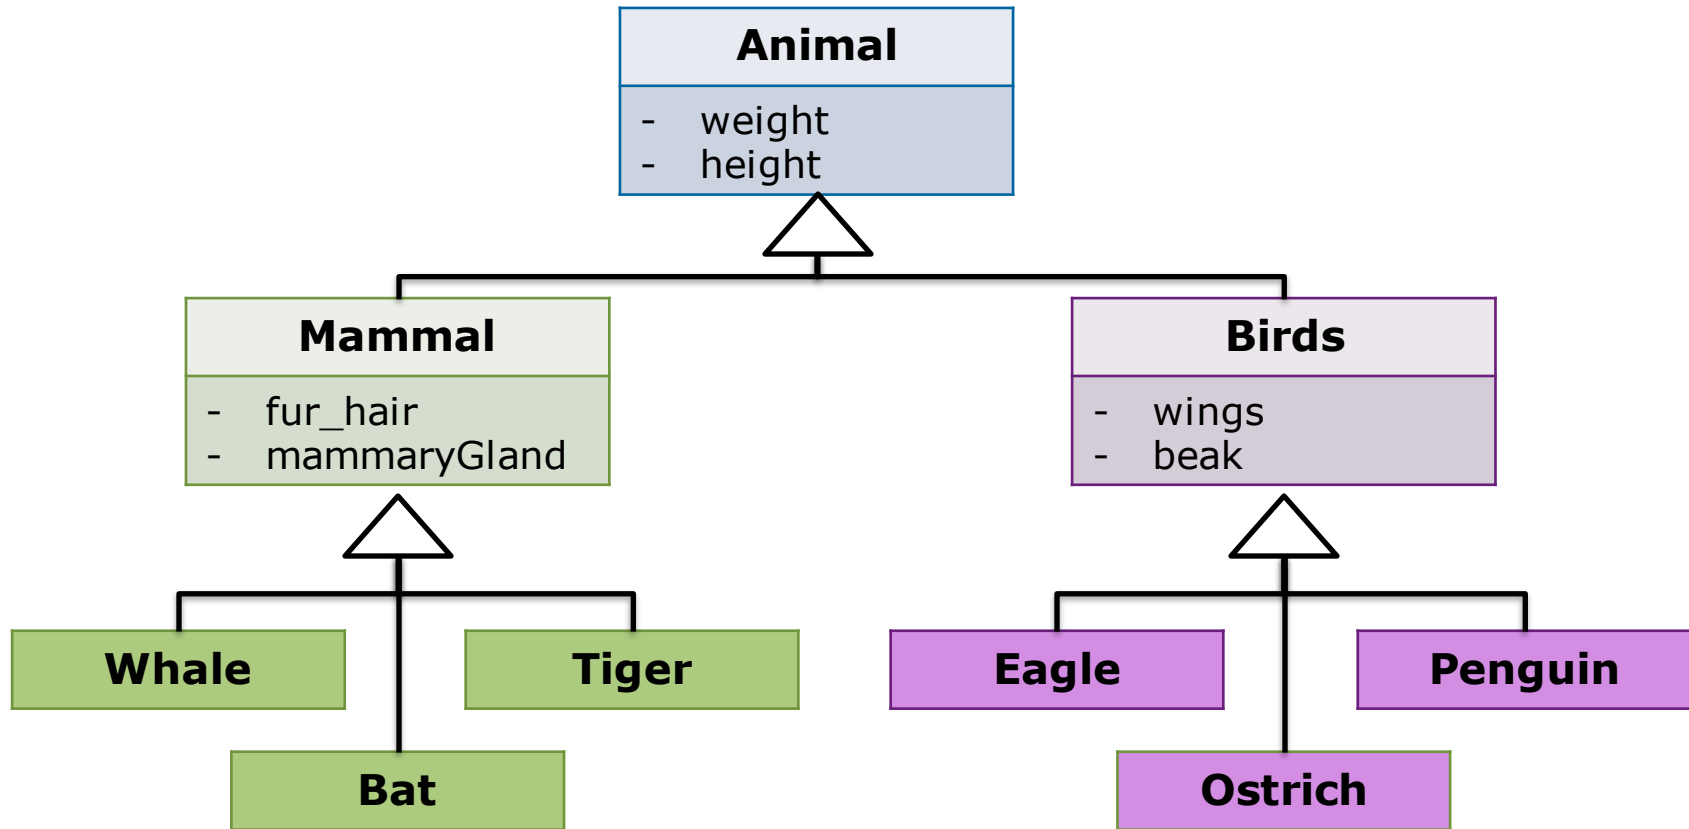 Animal
- weight
- height
Mammal
- fur_hair
- mammaryGland
Birds
- wings
- beak
Whale
Tiger
Bat
Eagle
Penguin
Ostrich